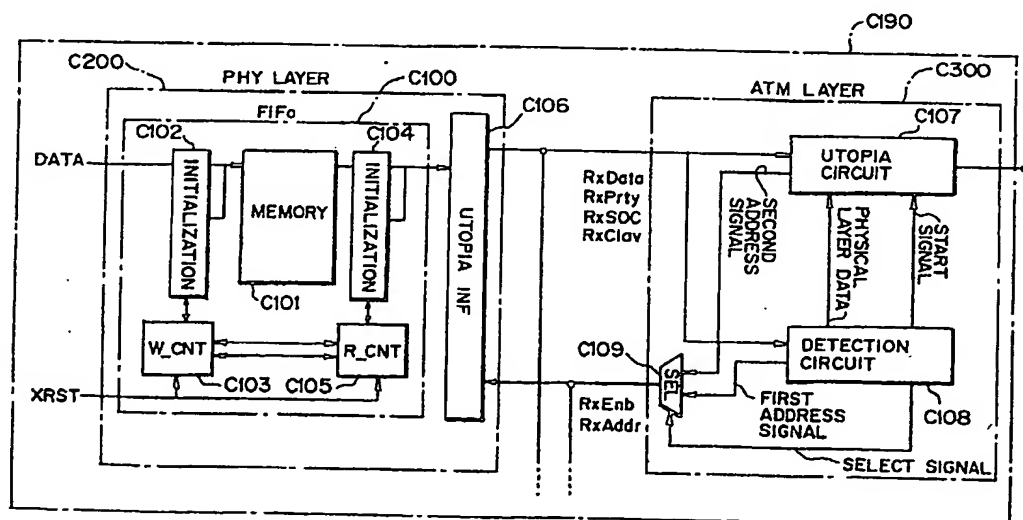 C190
C200
PHY LAYER
C100
C300
ATM LAYER
FIFo
C102
C104
C106
C107
DATA
INITIALIZATION
MEMORY
INITIALIZATION
UTOPIA INF
UTOPIA
CIRCUIT
RxData
RxPrty
RxSOC
RxClav
SECOND
ADDRESS
SIGNAL
PHYSICAL
LAYER DATA
START
SIGNAL
C101
W_CNT
R_CNT
C103
C105
C109
SEL
DETECTION
CIRCUIT
XRST
RxEnb
RxAddr
FIRST
ADDRESS
SIGNAL
C108
SELECT SIGNAL